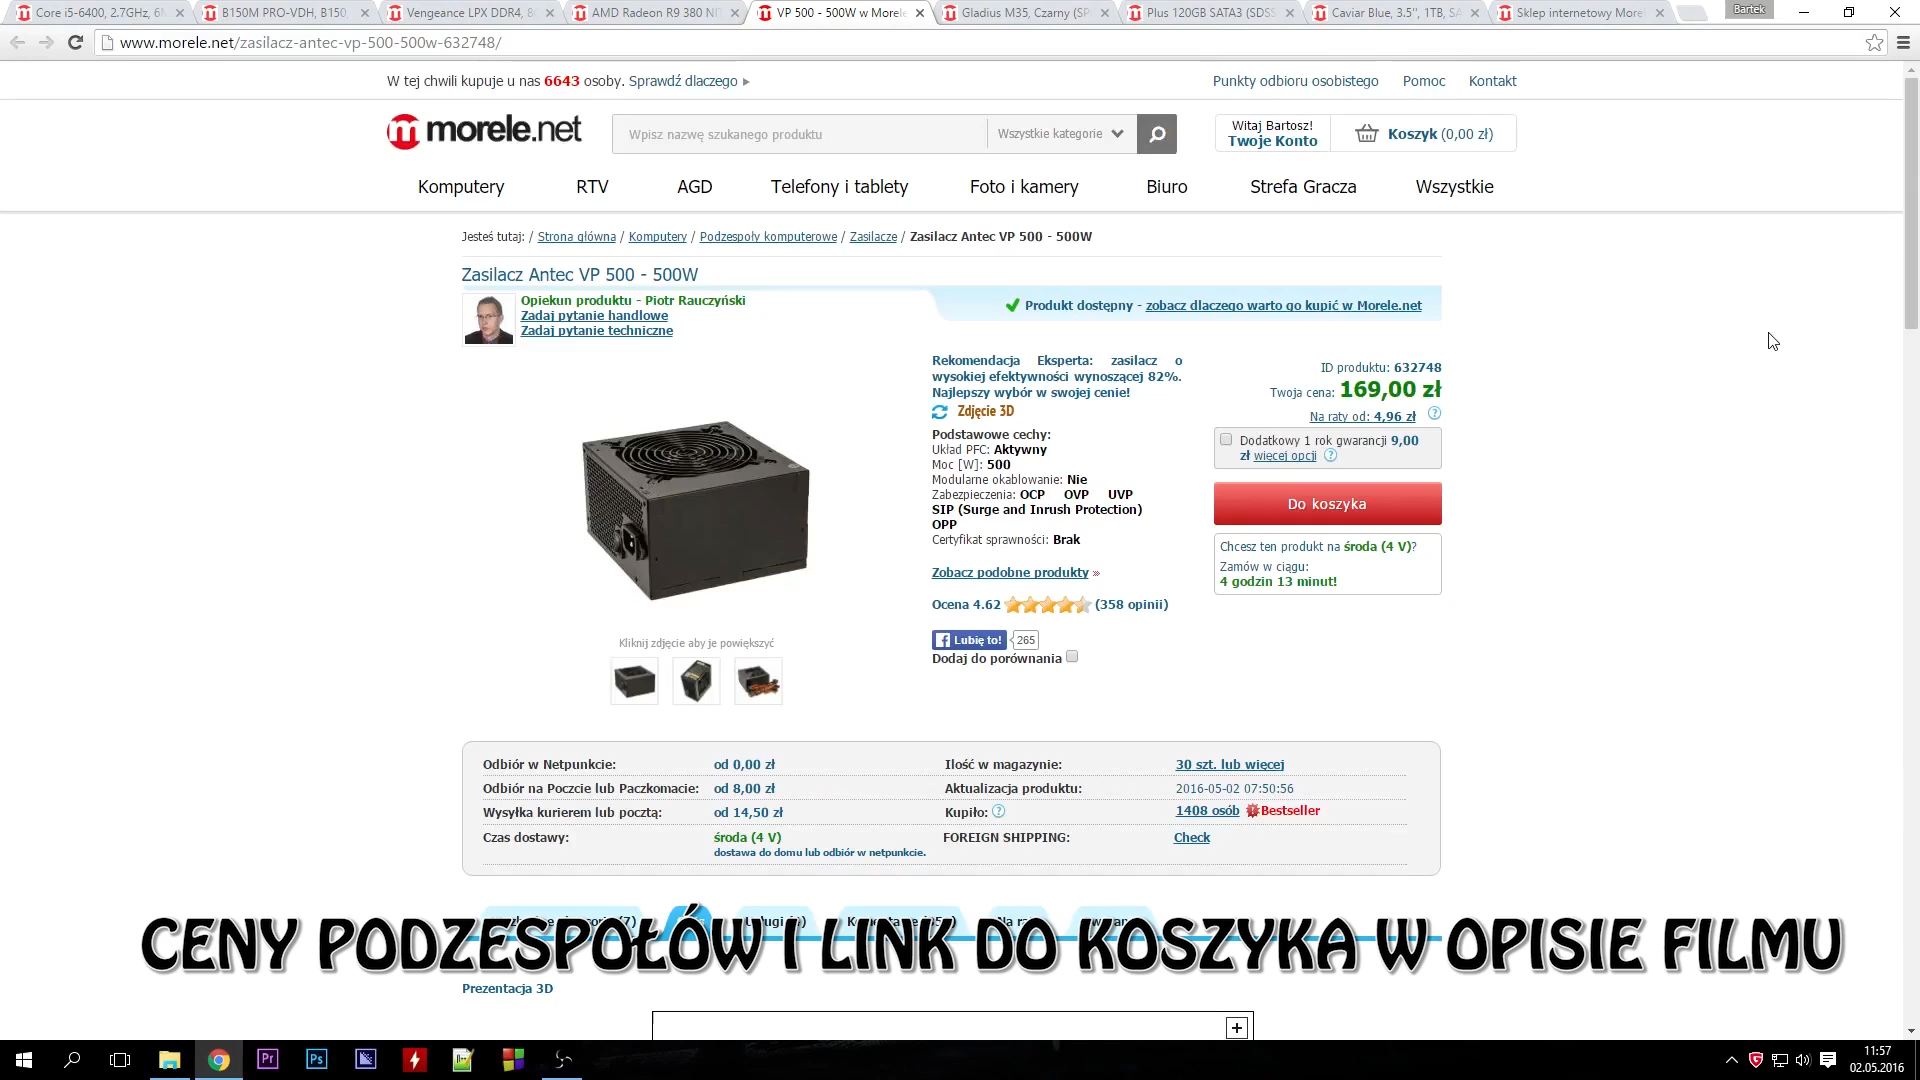 Core i5-6400, 2.7GHz, 6M
B150M PRO-VDH, B150,
Vengeance LPX DDR4, 8
AMD Radeon R9 380 NI
VP 500 - 500W w Morele
Gladius M35, Czarny (SP
Plus 120GB SATA3 (SDSS
Caviar Blue, 3.5", 1TB, SA
Sklep internetowy More
Bartek
www.morele.net/zasilacz-antec-vp-500-500w-632748/
W tej chwili kupuje u nas 6643 osoby. Sprawdź dlaczego
Punkty odbioru osobistego
Pomoc
Kontakt
morele.net
Wpisz nazwę szukanego produktu
Wszystkie kategorie
Witaj Bartosz!
Twoje Konto
Koszyk (0,00 zł)
Komputery
RTV
AGD
Telefony i tablety
Foto i kamery
Biuro
Strefa Gracza
Wszystkie
Jesteś tutaj: / Strona główna / Komputery / Podzespoły komputerowe / Zasilacze / Zasilacz Antec VP 500 - 500W
Zasilacz Antec VP 500 - 500W
Opiekun produktu - Piotr Rauczyński
Zadaj pytanie handlowe
Zadaj pytanie techniczne
Produkt dostępny - zobacz dlaczego warto go kupić w Morele.net
Rekomendacja Eksperta: zasilacz o
wysokiej efektywności wynoszącej 82%.
Najlepszy wybór w swojej cenie!
Zdjęcie 3D
Podstawowe cechy:
Układ PFC: Aktywny
Moc [W]: 500
Modularne okablowanie: Nie
Zabezpieczenia: OCP OVP UVP
SIP (Surge and Inrush Protection)
OPP
Certyfikat sprawności: Brak
Zobacz podobne produkty »
Ocena 4.62 (358 opinii)
Lubię to! 265
Dodaj do porównania
ID produktu: 632748
Twoja cena: 169,00 zł
Na raty od: 4,96 zł ?
Dodatkowy 1 rok gwarancji 9,00
zł więcej opcji ?
Do koszyka
Chcesz ten produkt na środa (4 V)?
Zamów w ciągu:
4 godzin 13 minut!
Kliknij zdjęcie aby je powiększyć
Odbiór w Netpunkcie: od 0,00 zł
Ilość w magazynie: 30 szt. lub więcej
Odbiór na Poczcie lub Paczkomacie: od 8,00 zł
Aktualizacja produktu: 2016-05-02 07:50:56
Wysyłka kurierem lub pocztą: od 14,50 zł
Kupiło: ? 1408 osób Bestseller
Czas dostawy: środa (4 V)
dostawa do domu lub odbiór w netpunkcie.
FOREIGN SHIPPING: Check
CENY PODZESPOŁÓW I LINK DO KOSZYKA W OPISIE FILMU
Prezentacja 3D
+
Pr
Ps
11:57
02.05.2016